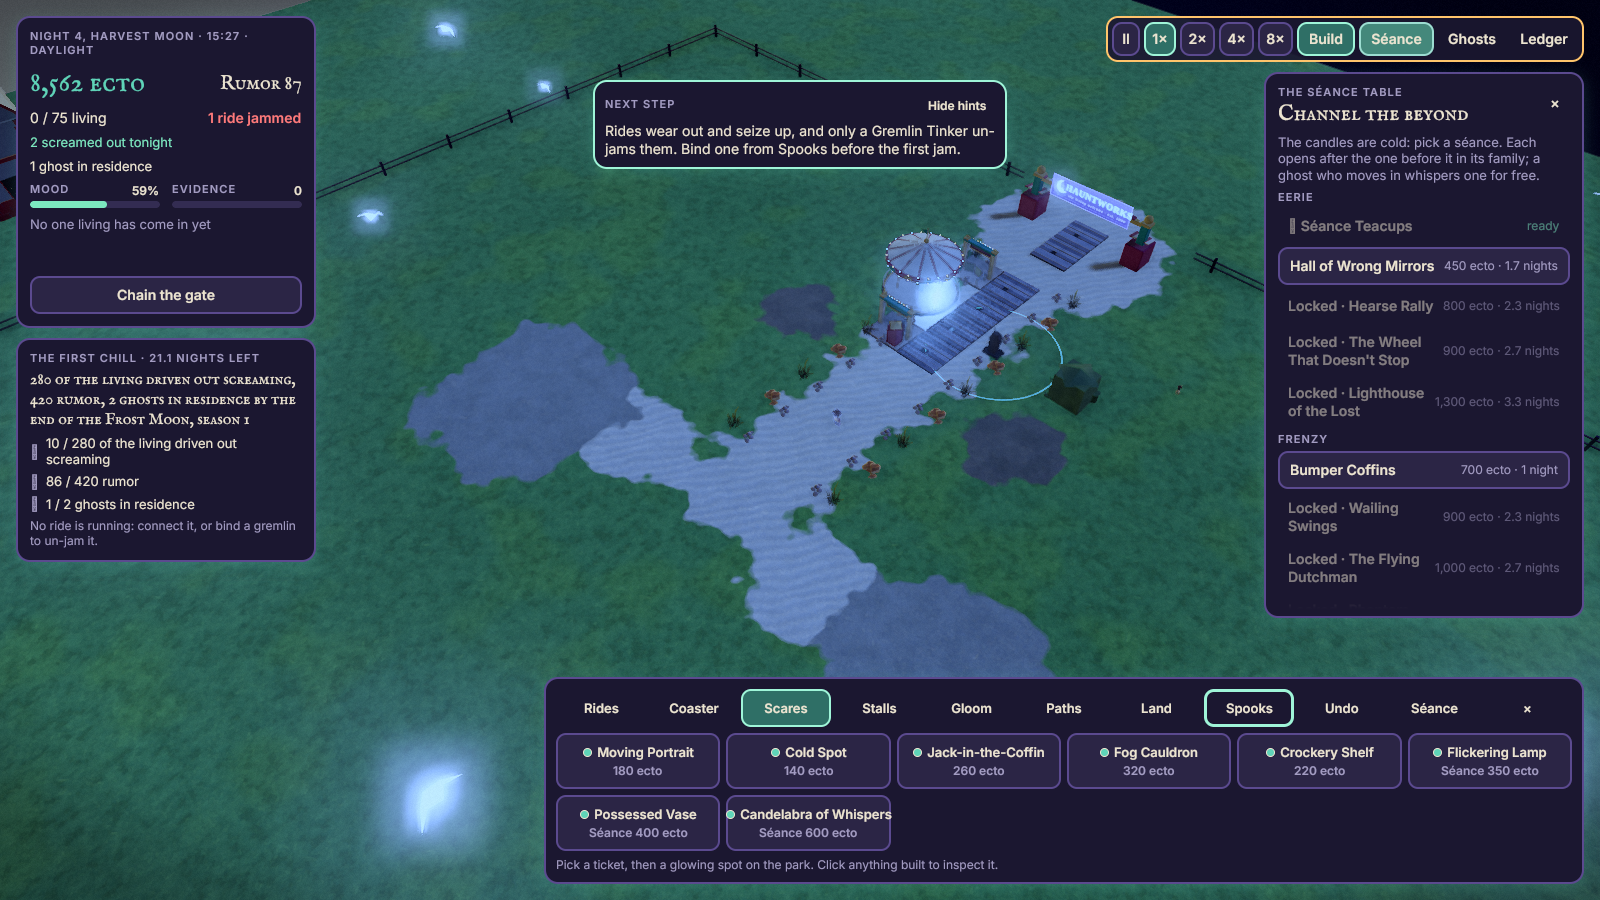 NIGHT 4, HARVEST MOON · 15:27 ·
DAYLIGHT
8,562 ECTO
Rumor 87
0 / 75 living
1 ride jammed
2 screamed out tonight
1 ghost in residence
MOOD
59%
EVIDENCE
0
No one living has come in yet
Chain the gate
THE FIRST CHILL · 21.1 NIGHTS LEFT
280 of the living driven out screaming,
420 rumor, 2 ghosts in residence by the
end of the Frost Moon, season 1
10 / 280 of the living driven out
screaming
86 / 420 rumor
1 / 2 ghosts in residence
No ride is running: connect it, or bind a gremlin
to un-jam it.
NEXT STEP
Hide hints
Rides wear out and seize up, and only a Gremlin Tinker un-
jams them. Bind one from Spooks before the first jam.
HAUNTWORKS
II
1×
2×
4×
8×
Build
Séance
Ghosts
Ledger
THE SÉANCE TABLE
Channel the beyond
×
The candles are cold: pick a séance. Each
opens after the one before it in its family; a
ghost who moves in whispers one for free.
EERIE
Séance Teacups
ready
Hall of Wrong Mirrors
450 ecto · 1.7 nights
Locked · Hearse Rally
800 ecto · 2.3 nights
Locked · The Wheel
That Doesn't Stop
900 ecto · 2.7 nights
Locked · Lighthouse
of the Lost
1,300 ecto · 3.3 nights
FRENZY
Bumper Coffins
700 ecto · 1 night
Locked · Wailing
Swings
900 ecto · 2.3 nights
Locked · The Flying
Dutchman
1,000 ecto · 2.7 nights
Rides
Coaster
Scares
Stalls
Gloom
Paths
Land
Spooks
Undo
Séance
×
Moving Portrait
180 ecto
Cold Spot
140 ecto
Jack-in-the-Coffin
260 ecto
Fog Cauldron
320 ecto
Crockery Shelf
220 ecto
Flickering Lamp
Séance 350 ecto
Possessed Vase
Séance 400 ecto
Candelabra of Whispers
Séance 600 ecto
Pick a ticket, then a glowing spot on the park. Click anything built to inspect it.